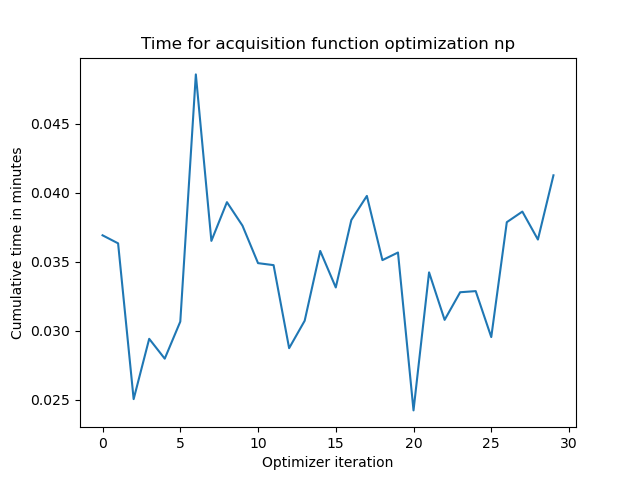 Time for acquisition function optimization np
Cumulative time in minutes
0.045
0.040
0.035
0.030
0.025
0 5 10 15 20 25 30
Optimizer iteration